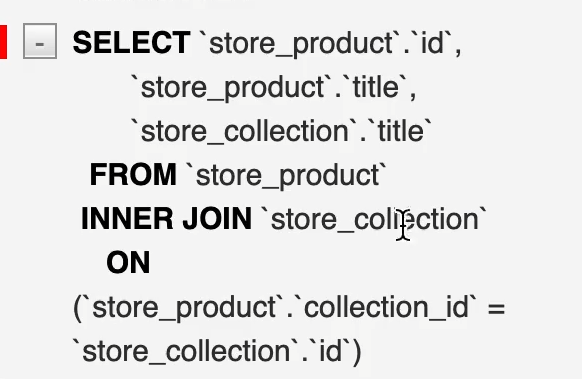 - SELECT `store_product`.`id`,
`store_product`.`title`,
`store_collection`.`title`
FROM `store_product`
INNER JOIN `store_collection`
ON
(`store_product`.`collection_id` =
`store_collection`.`id`)